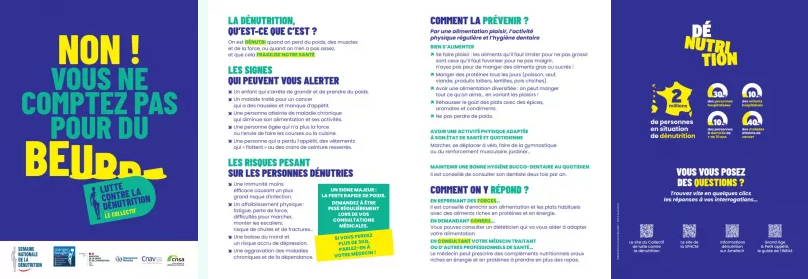 NON !
VOUS NE
COMPTEZ PAS
POUR DU
BEURRE
LUTTE
CONTRE LA
DÉNUTRITION
LE COLLECTIF
SEMAINE
NATIONALE
DE LA
DÉNUTRITION
Cnav
cnsa
LA DÉNUTRITION,
QU'EST-CE QUE C'EST ?
On est DÉNUTRI quand on perd du poids, des muscles
et de la force, ou quand on n'en a pas assez,
et que cela FRAGILISE NOTRE SANTÉ.
LES SIGNES
QUI PEUVENT VOUS ALERTER
Un enfant qui s'arrête de grandir et de prendre du poids.
Un malade traité pour un cancer
qui a des nausées et manque d'appétit.
Une personne atteinte de maladie chronique
qui diminue son alimentation et ses activités.
Une personne âgée qui n'a plus la force
ou l'envie de faire les courses ou la cuisine.
Une personne qui a perdu l'appétit, des vêtements
qui « flottent » ou des crans de ceinture resserrés.
LES RISQUES PESANT
SUR LES PERSONNES DÉNUTRIES
Une immunité moins
efficace causant un plus
grand risque d'infection.
Un affaiblissement physique :
fatigue, perte de force,
difficultés pour marcher,
monter les escaliers,
risque de chutes et de fractures...
Une baisse du moral et
un risque accru de dépression.
Une aggravation des maladies
chroniques et de la dépendance.
UN SIGNE MAJEUR :
LA PERTE RAPIDE DE POIDS.
DEMANDEZ À ÊTRE
PESÉ RÉGULIÈREMENT
LORS DE VOS
CONSULTATIONS
MÉDICALES.
SI VOUS PERDEZ
PLUS DE 3KG,
PARLEZ-EN À
VOTRE MÉDECIN !
COMMENT LA PRÉVENIR ?
Par une alimentation plaisir, l'activité
physique régulière et l'hygiène dentaire
BIEN S'ALIMENTER
Se faire plaisir : les aliments qu'il faut limiter pour ne pas grossir
sont ceux qu'il faut favoriser pour ne pas maigrir,
n'ayez pas peur de manger des aliments gras ou sucrés !
Manger des protéines tous les jours (poisson, œuf,
viande, produits laitiers, lentilles, pois chiches).
Avoir une alimentation diversifiée : on peut manger
tout ce qu'on aime... en variant les plaisirs !
Réhausser le goût des plats avec des épices,
aromates et condiments.
Ne pas perdre de poids.
AVOIR UNE ACTIVITÉ PHYSIQUE ADAPTÉE
À SON ÉTAT DE SANTÉ ET QUOTIDIENNE
Marcher, se déplacer à vélo, faire de la gymnastique
ou du renforcement musculaire, jardiner...
MAINTENIR UNE BONNE HYGIÈNE BUCCO-DENTAIRE AU QUOTIDIEN
Il est conseillé de consulter son dentiste deux fois par an.
COMMENT ON Y RÉPOND ?
EN REPRENANT DES FORCES...
Il est conseillé d'enrichir son alimentation et les plats habituels
avec des aliments riches en protéines et en énergie.
EN DEMANDANT CONSEIL...
Vous pouvez consulter un diététicien qui va vous aider à adapter
votre alimentation.
EN CONSULTANT VOTRE MÉDECIN TRAITANT
OU D'AUTRES PROFESSIONNELS DE SANTÉ...
Le médecin peut prescrire des compléments nutritionnels oraux
riches en énergie et en protéines à prendre en plus des repas.
DÉ
NUTRI
TION
2
millions
de personnes
en situation
de dénutrition
VOUS VOUS POSEZ
DES QUESTIONS ?
Trouver vite en quelques clics
les réponses à vos interrogations...
Le site du Collectif
de lutte contre
la dénutrition
Le site de
la SFNCM
Informations
dénutrition
sur Ameli.fr
Grand Âge
& Petit appétit,
le guide de l'AG&E